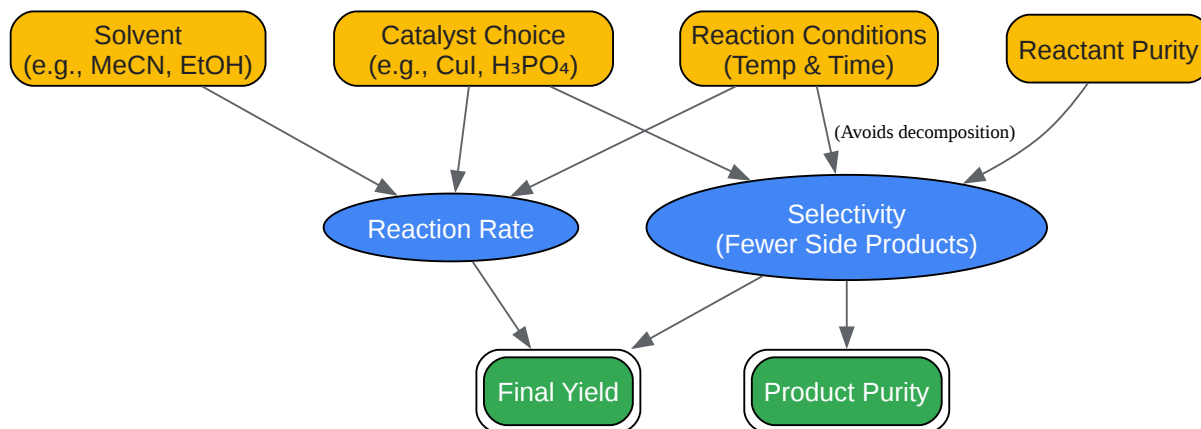 Solvent
(e.g., MeCN, EtOH)
Catalyst Choice
(e.g., CuI, H₃PO₄)
Reaction Conditions
(Temp & Time)
Reactant Purity
(Avoids decomposition)
Reaction Rate
Selectivity
(Fewer Side Products)
Final Yield
Product Purity